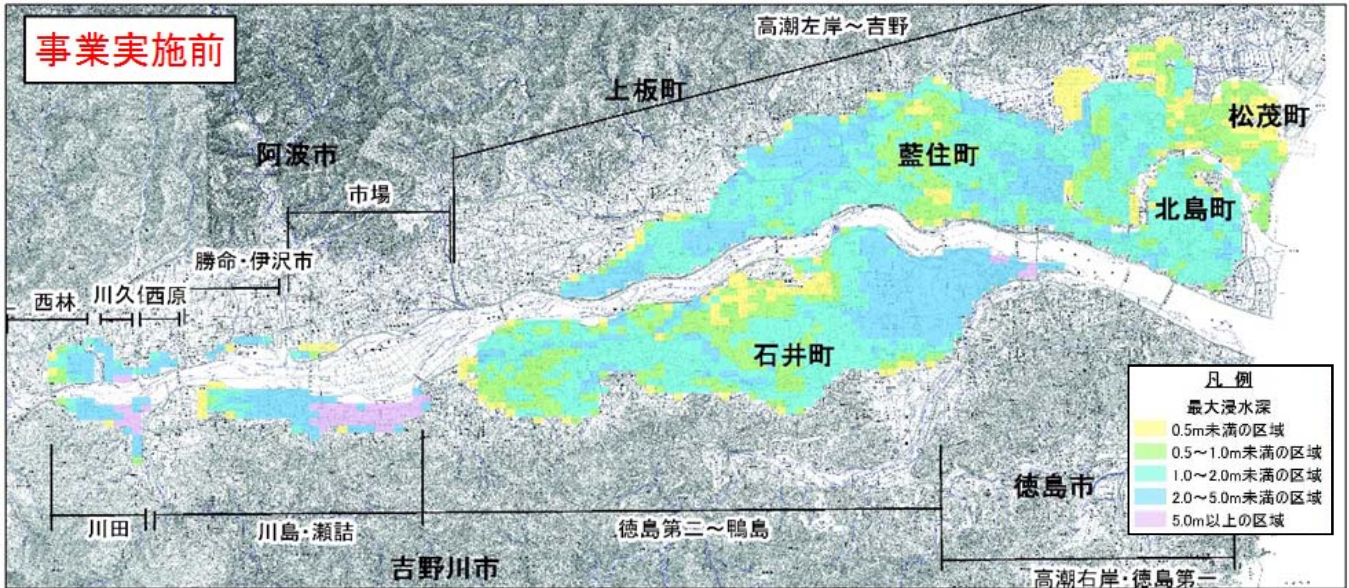 事業実施前
高潮左岸～吉野
上板町
松茂町
阿波市
藍住町
市場
北島町
勝命・伊沢市
川久保
西原
西林
石井町
凡 例
最大浸水深
0.5m未満の区域
0.5～1.0m未満の区域
1.0～2.0m未満の区域
2.0～5.0m未満の区域
5.0m以上の区域
徳島市
川田
川島・瀬詰
徳島第二～鴨島
吉野川市
高潮右岸・徳島第一